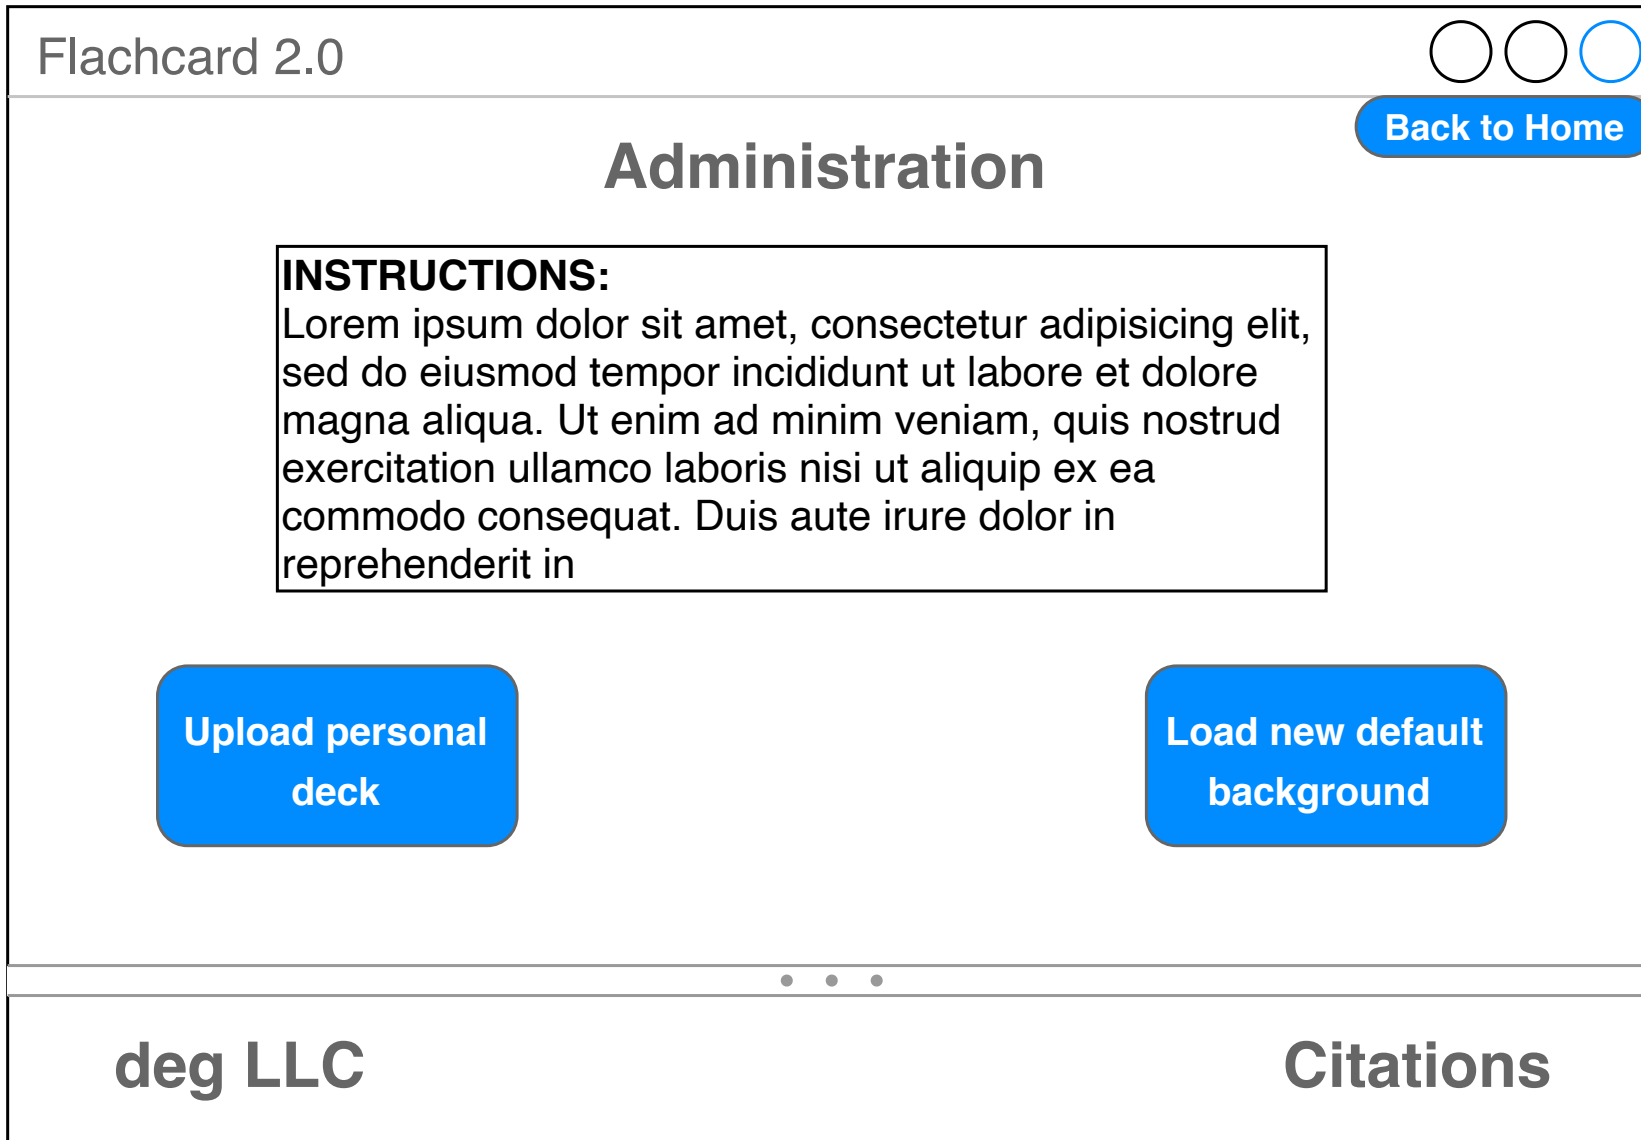 Flachcard 2.0
Back to Home
Administration
INSTRUCTIONS:
Lorem ipsum dolor sit amet, consectetur adipisicing elit,
sed do eiusmod tempor incididunt ut labore et dolore
magna aliqua. Ut enim ad minim veniam, quis nostrud
exercitation ullamco laboris nisi ut aliquip ex ea
commodo consequat. Duis aute irure dolor in
reprehenderit in
Upload personal
deck
Load new default
background
deg LLC
Citations